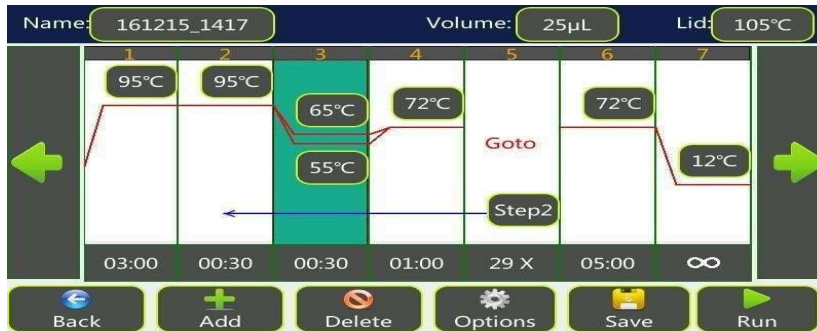 Name: 161215_1417 Volume: 25μL Lid: 105℃
1 2 3 4 5 6 7
95℃ 95℃ 65℃ 72℃ 72℃
Goto
55℃ 12℃
Step2
03:00 00:30 00:30 01:00 29 X 05:00 ∞
Back Add Delete Options Save Run